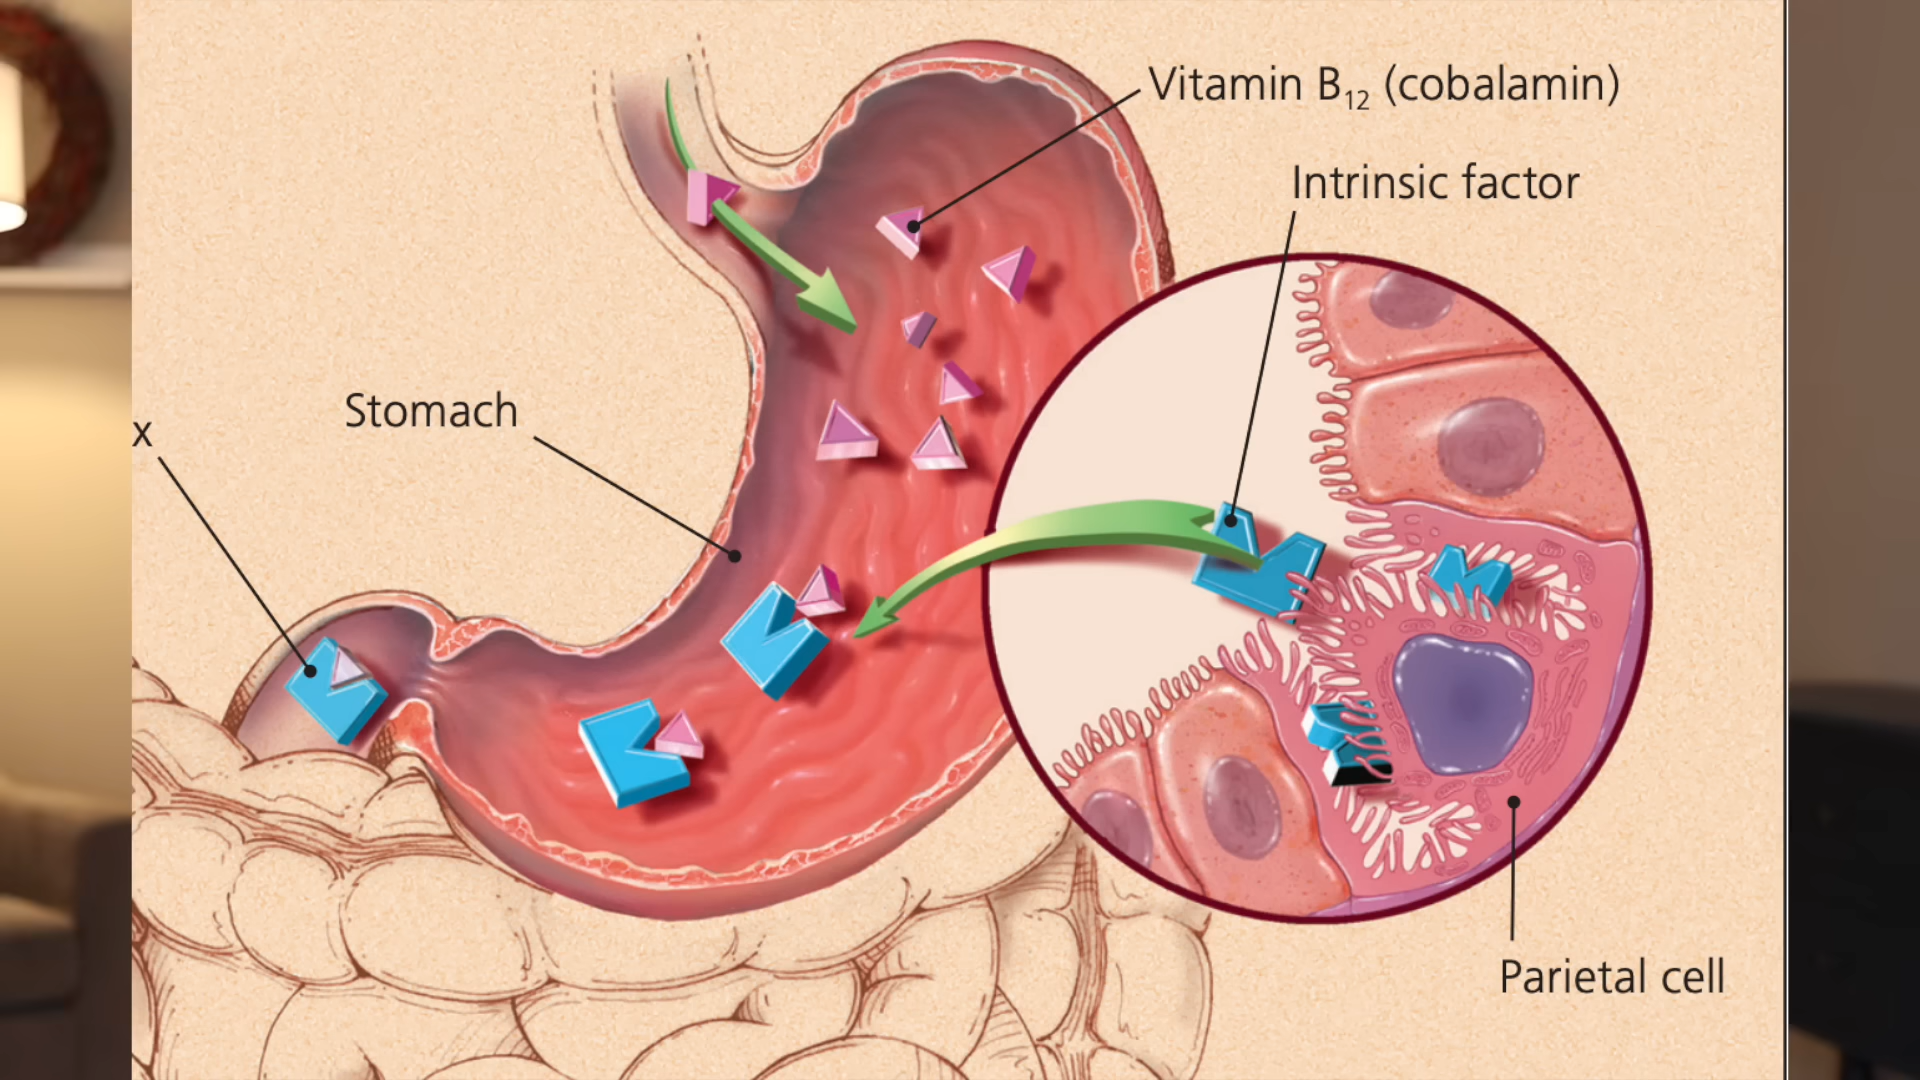 Vitamin B₁₂ (cobalamin)
Intrinsic factor
Stomach
x
Parietal cell